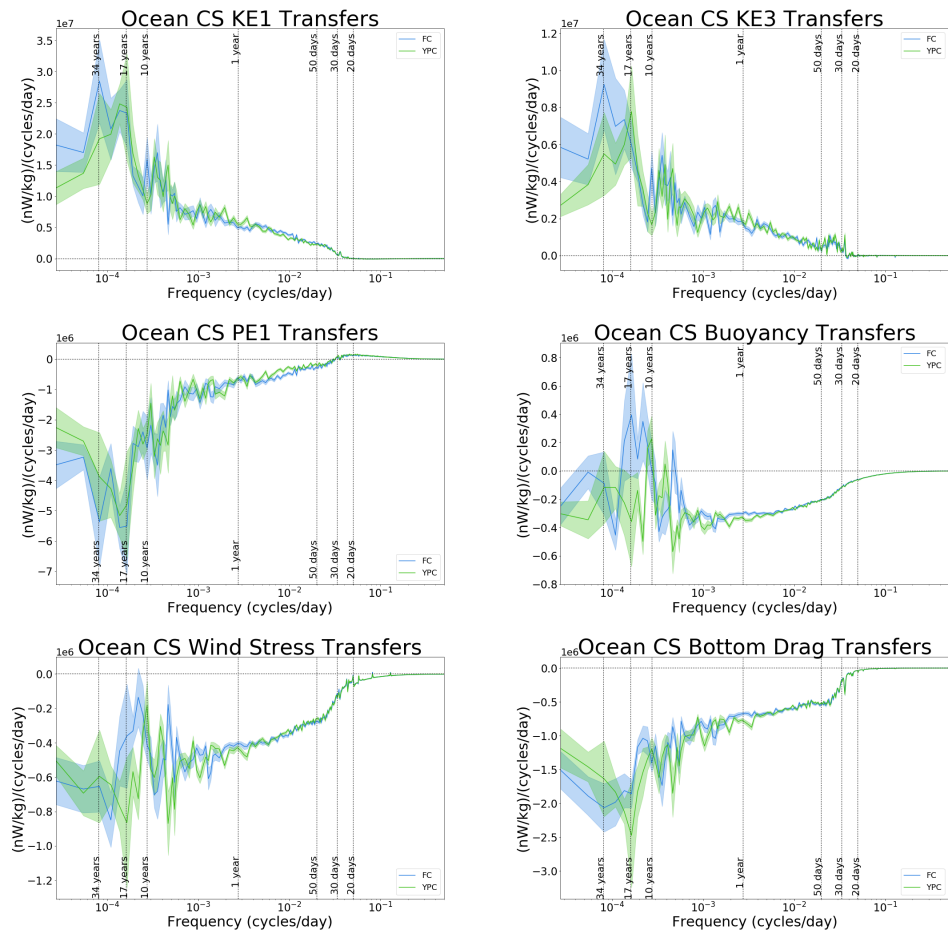 Ocean CS KE1 Transfers
1e7
(nW/kg)/(cycles/day)
3.5
3.0
2.5
2.0
1.5
1.0
0.5
0.0
34 years
17 years
10 years
1 year
50 days
30 days
20 days
FC
YPC
10⁻⁴
10⁻³
10⁻²
10⁻¹
Frequency (cycles/day)
Ocean CS KE3 Transfers
1e7
(nW/kg)/(cycles/day)
1.2
1.0
0.8
0.6
0.4
0.2
0.0
34 years
17 years
10 years
1 year
50 days
30 days
20 days
FC
YPC
10⁻⁴
10⁻³
10⁻²
10⁻¹
Frequency (cycles/day)
Ocean CS PE1 Transfers
1e6
(nW/kg)/(cycles/day)
0
−1
−2
−3
−4
−5
−6
−7
34 years
17 years
10 years
1 year
50 days
30 days
20 days
FC
YPC
10⁻⁴
10⁻³
10⁻²
10⁻¹
Frequency (cycles/day)
Ocean CS Buoyancy Transfers
1e6
(nW/kg)/(cycles/day)
0.8
0.6
0.4
0.2
0.0
−0.2
−0.4
−0.6
−0.8
34 years
17 years
10 years
1 year
50 days
30 days
20 days
FC
YPC
10⁻⁴
10⁻³
10⁻²
10⁻¹
Frequency (cycles/day)
Ocean CS Wind Stress Transfers
1e6
(nW/kg)/(cycles/day)
0.0
−0.2
−0.4
−0.6
−0.8
−1.0
−1.2
34 years
17 years
10 years
1 year
50 days
30 days
20 days
FC
YPC
10⁻⁴
10⁻³
10⁻²
10⁻¹
Frequency (cycles/day)
Ocean CS Bottom Drag Transfers
1e6
(nW/kg)/(cycles/day)
0.0
−0.5
−1.0
−1.5
−2.0
−2.5
−3.0
34 years
17 years
10 years
1 year
50 days
30 days
20 days
FC
YPC
10⁻⁴
10⁻³
10⁻²
10⁻¹
Frequency (cycles/day)